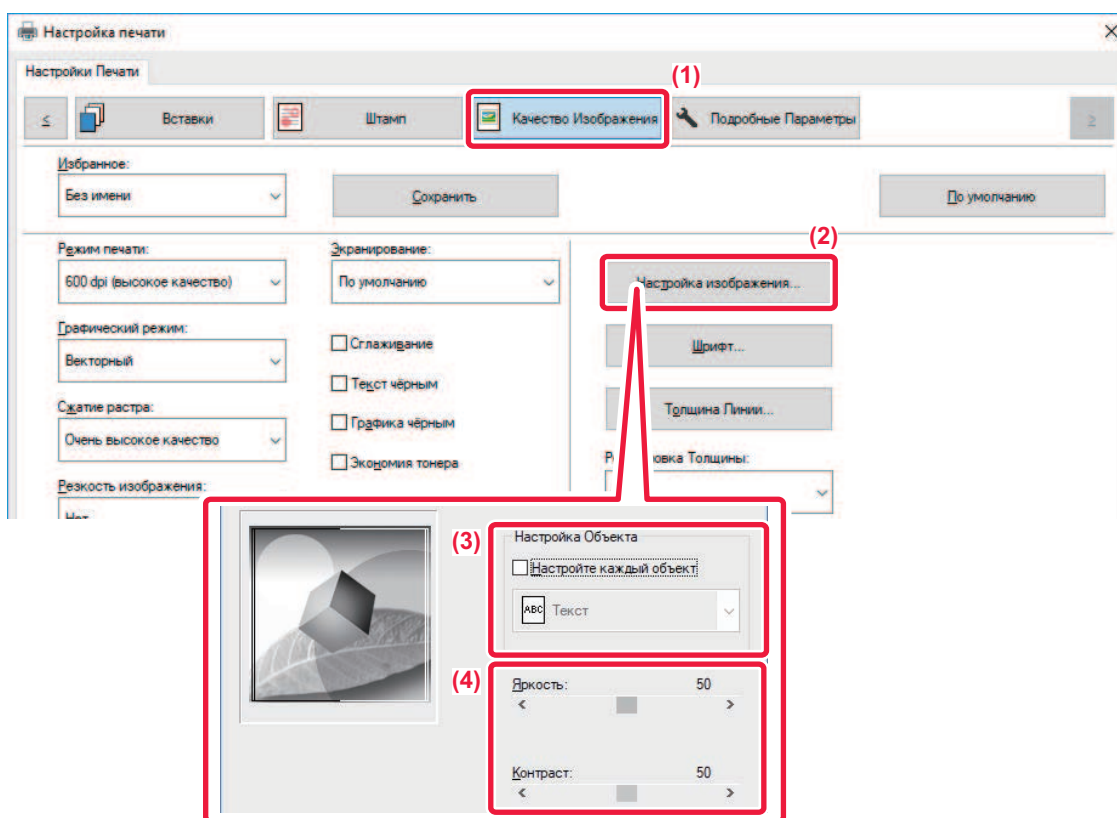 Настройка печати
Настройки Печати
(1)
<
Вставки
Штамп
Качество Изображения
Подробные Параметры
>
Избранное:
Без имени
Сохранить
По умолчанию
Режим печати:
600 dpi (высокое качество)
Экранирование:
По умолчанию
(2)
Настройка изображения...
Графический режим:
Векторный
Сглаживание
Шрифт...
Текст чёрным
Сжатие растра:
Очень высокое качество
Графика чёрным
Толщина Линии...
Экономия тонера
Толщины:
Резкость изображения:
Нет
(3)
Настройка Объекта
Настройте каждый объект
ABC Текст
(4)
Яркость: 50
< >
Контраст: 50
< >